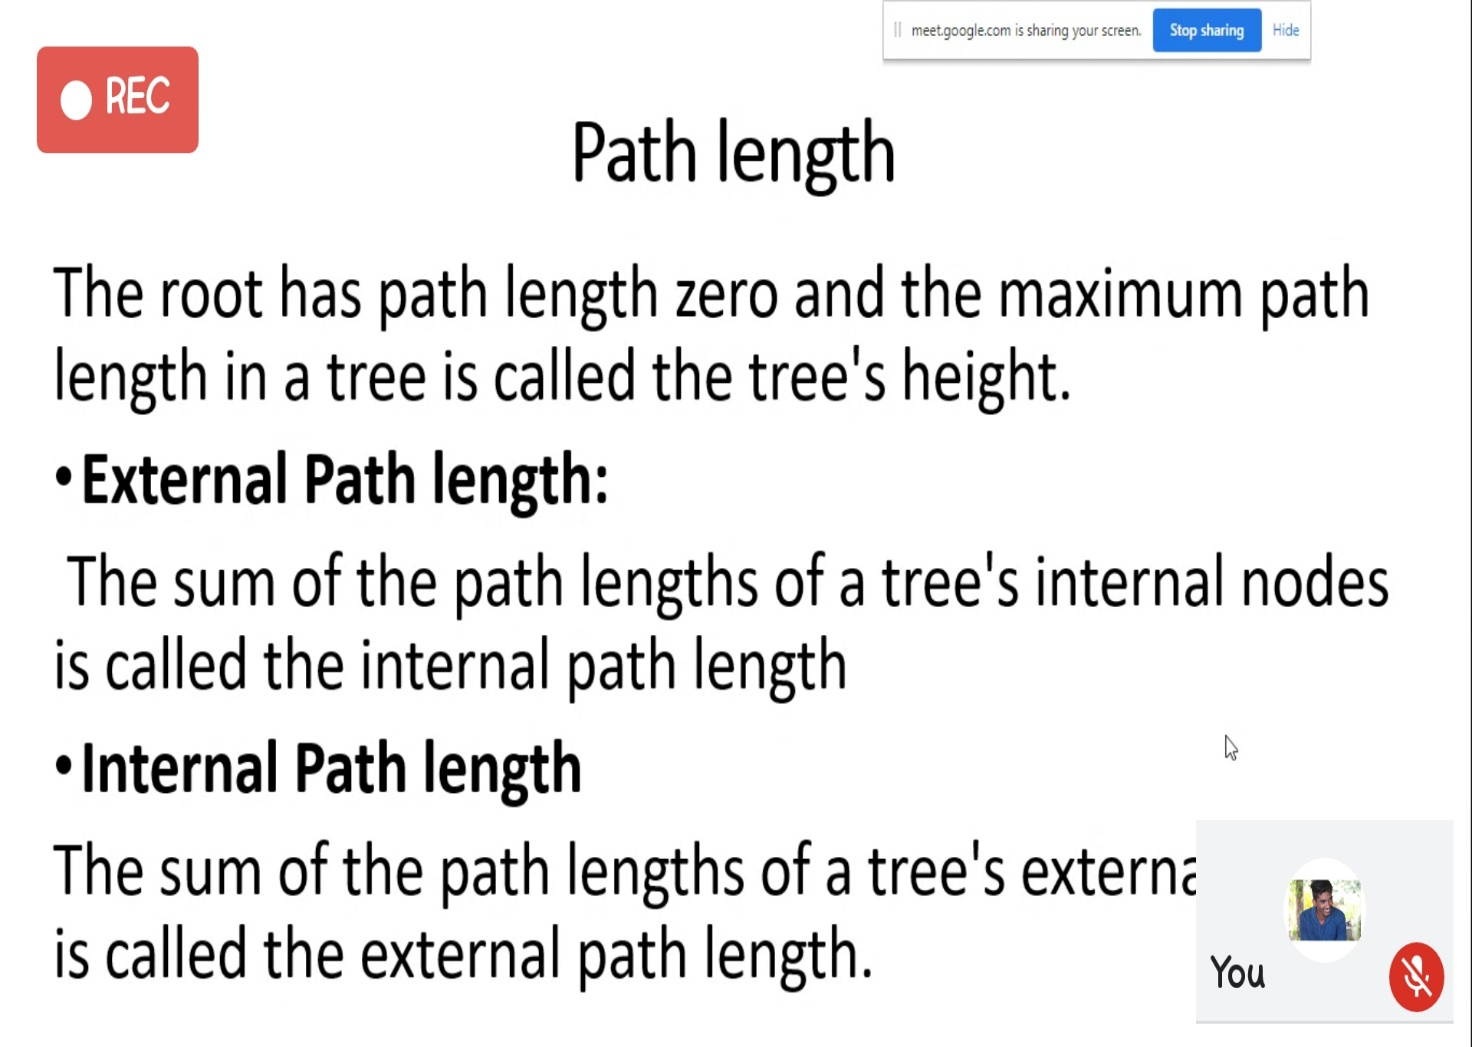 meet.google.com is sharing your screen. Stop sharing Hide
REC
Path length
The root has path length zero and the maximum path
length in a tree is called the tree's height.
• External Path length:
The sum of the path lengths of a tree's internal nodes
is called the internal path length
• Internal Path length
The sum of the path lengths of a tree's externa
is called the external path length.
You